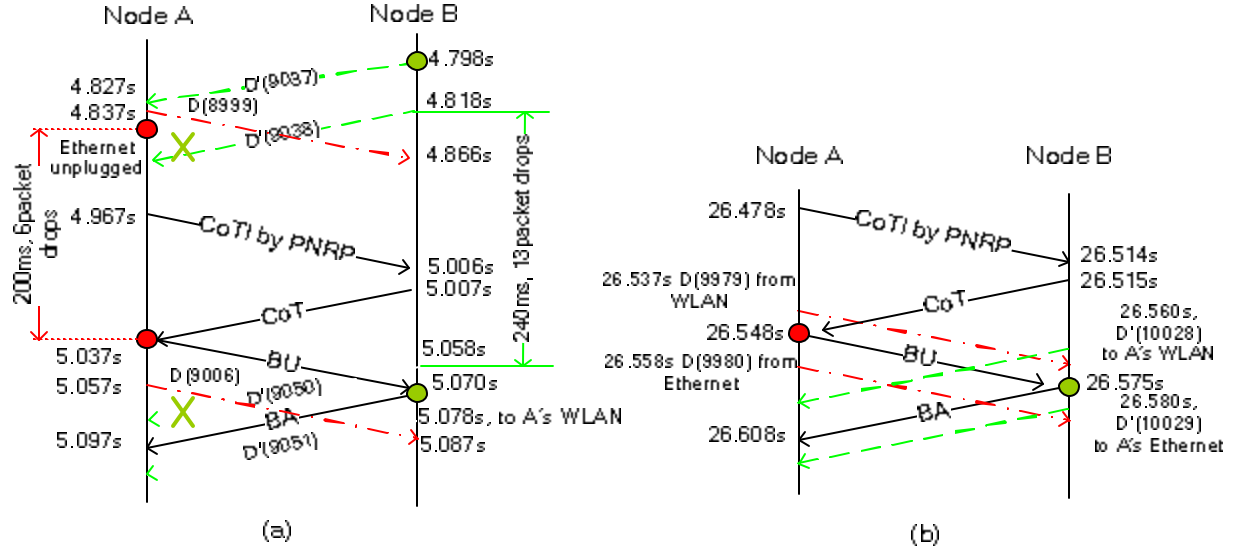 Node A
Node B
4.798s
D'(9037)
4.827s
D(8999)
4.818s
4.837s
D'(9038)
Ethernet
unplugged
4.866s
200ms, 6packet
drops
240ms, 13packet drops
4.967s
CoTI by PNRP
5.006s
5.007s
CoT
5.037s
5.058s
BU
5.057s
D(9006)
D'(9050)
5.070s
BA
5.078s, to A's WLAN
5.097s
D'(9051)
5.087s
(a)
Node A
Node B
26.478s
CoTI by PNRP
26.514s
26.515s
26.537s D(9979) from
WLAN
CoT
26.560s,
D'(10028)
to A's WLAN
26.548s
BU
26.558s D(9980) from
Ethernet
26.575s
26.580s,
D'(10029)
to A's Ethernet
BA
26.608s
(b)